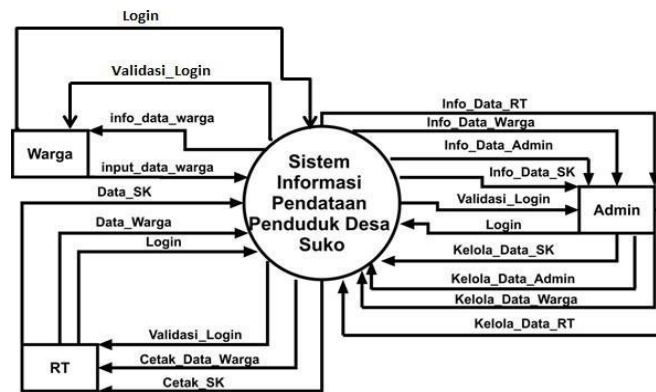 Login
Validasi_Login
info_data_warga
Warga
input_data_warga
Data_SK
Data_Warga
Login
Sistem
Informasi
Pendataan
Penduduk Desa
Suko
Info_Data_RT
Info_Data_Warga
Info_Data_Admin
Info_Data_SK
Validasi_Login
Admin
Login
Kelola_Data_SK
Kelola_Data_Admin
Kelola_Data_Warga
Kelola_Data_RT
Validasi_Login
RT
Cetak_Data_Warga
Cetak_SK